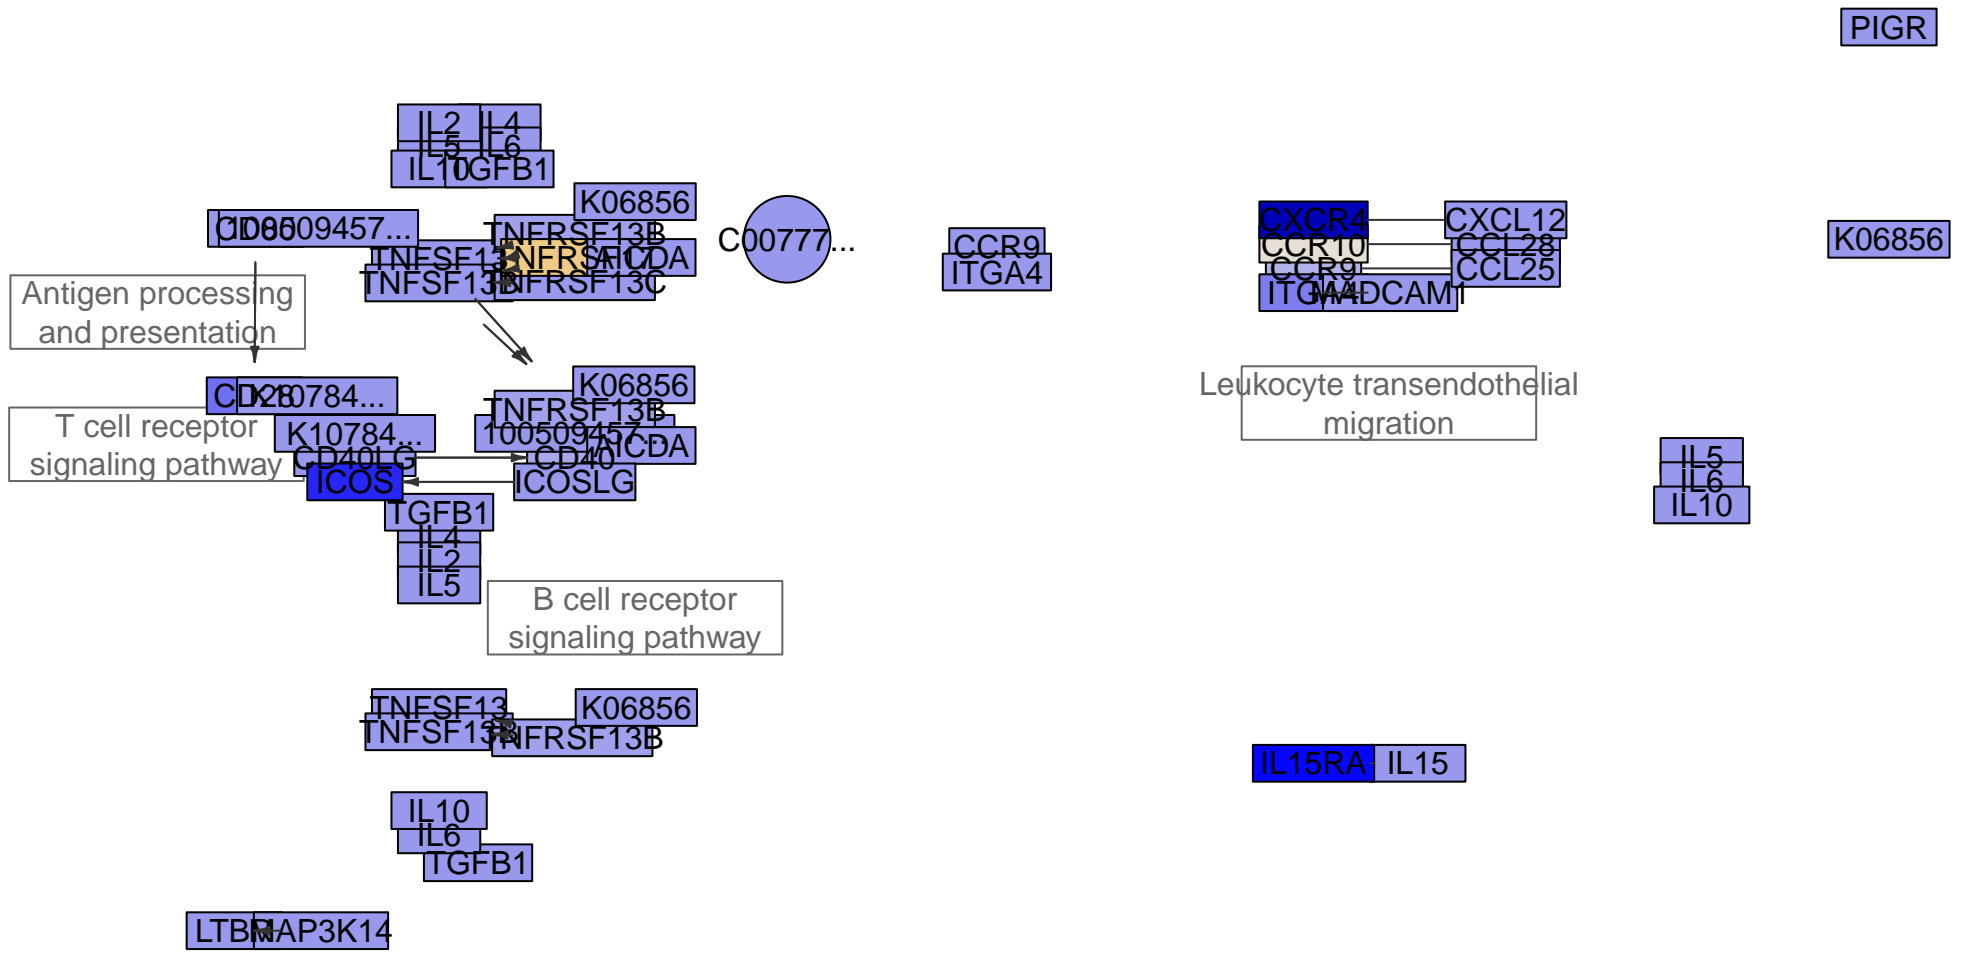 PIGR
IL2
IL4
IL5
IL6
IL10
TGFB1
K06856
CD80
100509457...
TNFRSF13B
TNFSF13
TNFRSF17
AICDA
TNFSF13B
TNFRSF13C
C00777...
CCR9
ITGA4
CXCR4
CXCL12
CCR10
CCL28
CCR9
CCL25
ITGA4
MADCAM1
K06856
Antigen processing
and presentation
CD28
K10784...
K06856
TNFRSF13B
Leukocyte transendothelial
migration
T cell receptor
signaling pathway
K10784...
100509457...
AICDA
CD40LG
CD40
ICOS
ICOSLG
IL5
IL6
IL10
TGFB1
IL4
IL2
IL5
B cell receptor
signaling pathway
TNFSF13
K06856
TNFSF13B
TNFRSF13B
IL15RA
IL15
IL10
IL6
TGFB1
LTBR
MAP3K14